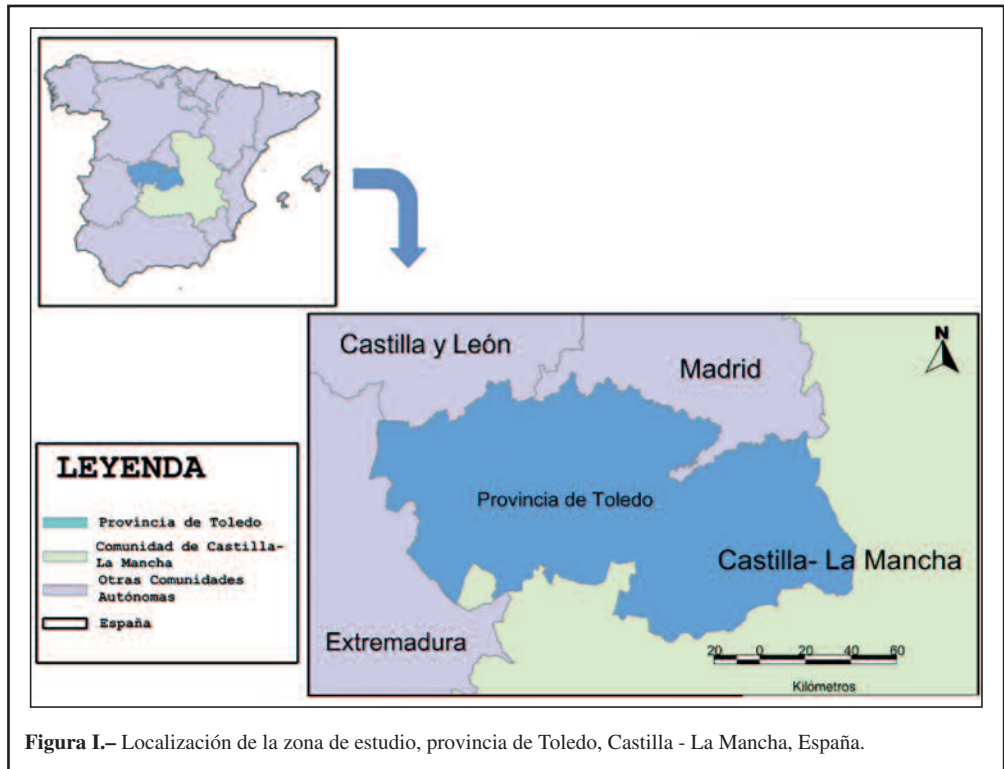 Castilla y León
Madrid
N
Provincia de Toledo
Castilla- La Mancha
Extremadura
20 0 20 40 60
Kilómetros
LEYENDA
Provincia de Toledo
Comunidad de Castilla-
La Mancha
Otras Comunidades
Autónomas
España
Figura I.– Localización de la zona de estudio, provincia de Toledo, Castilla - La Mancha, España.